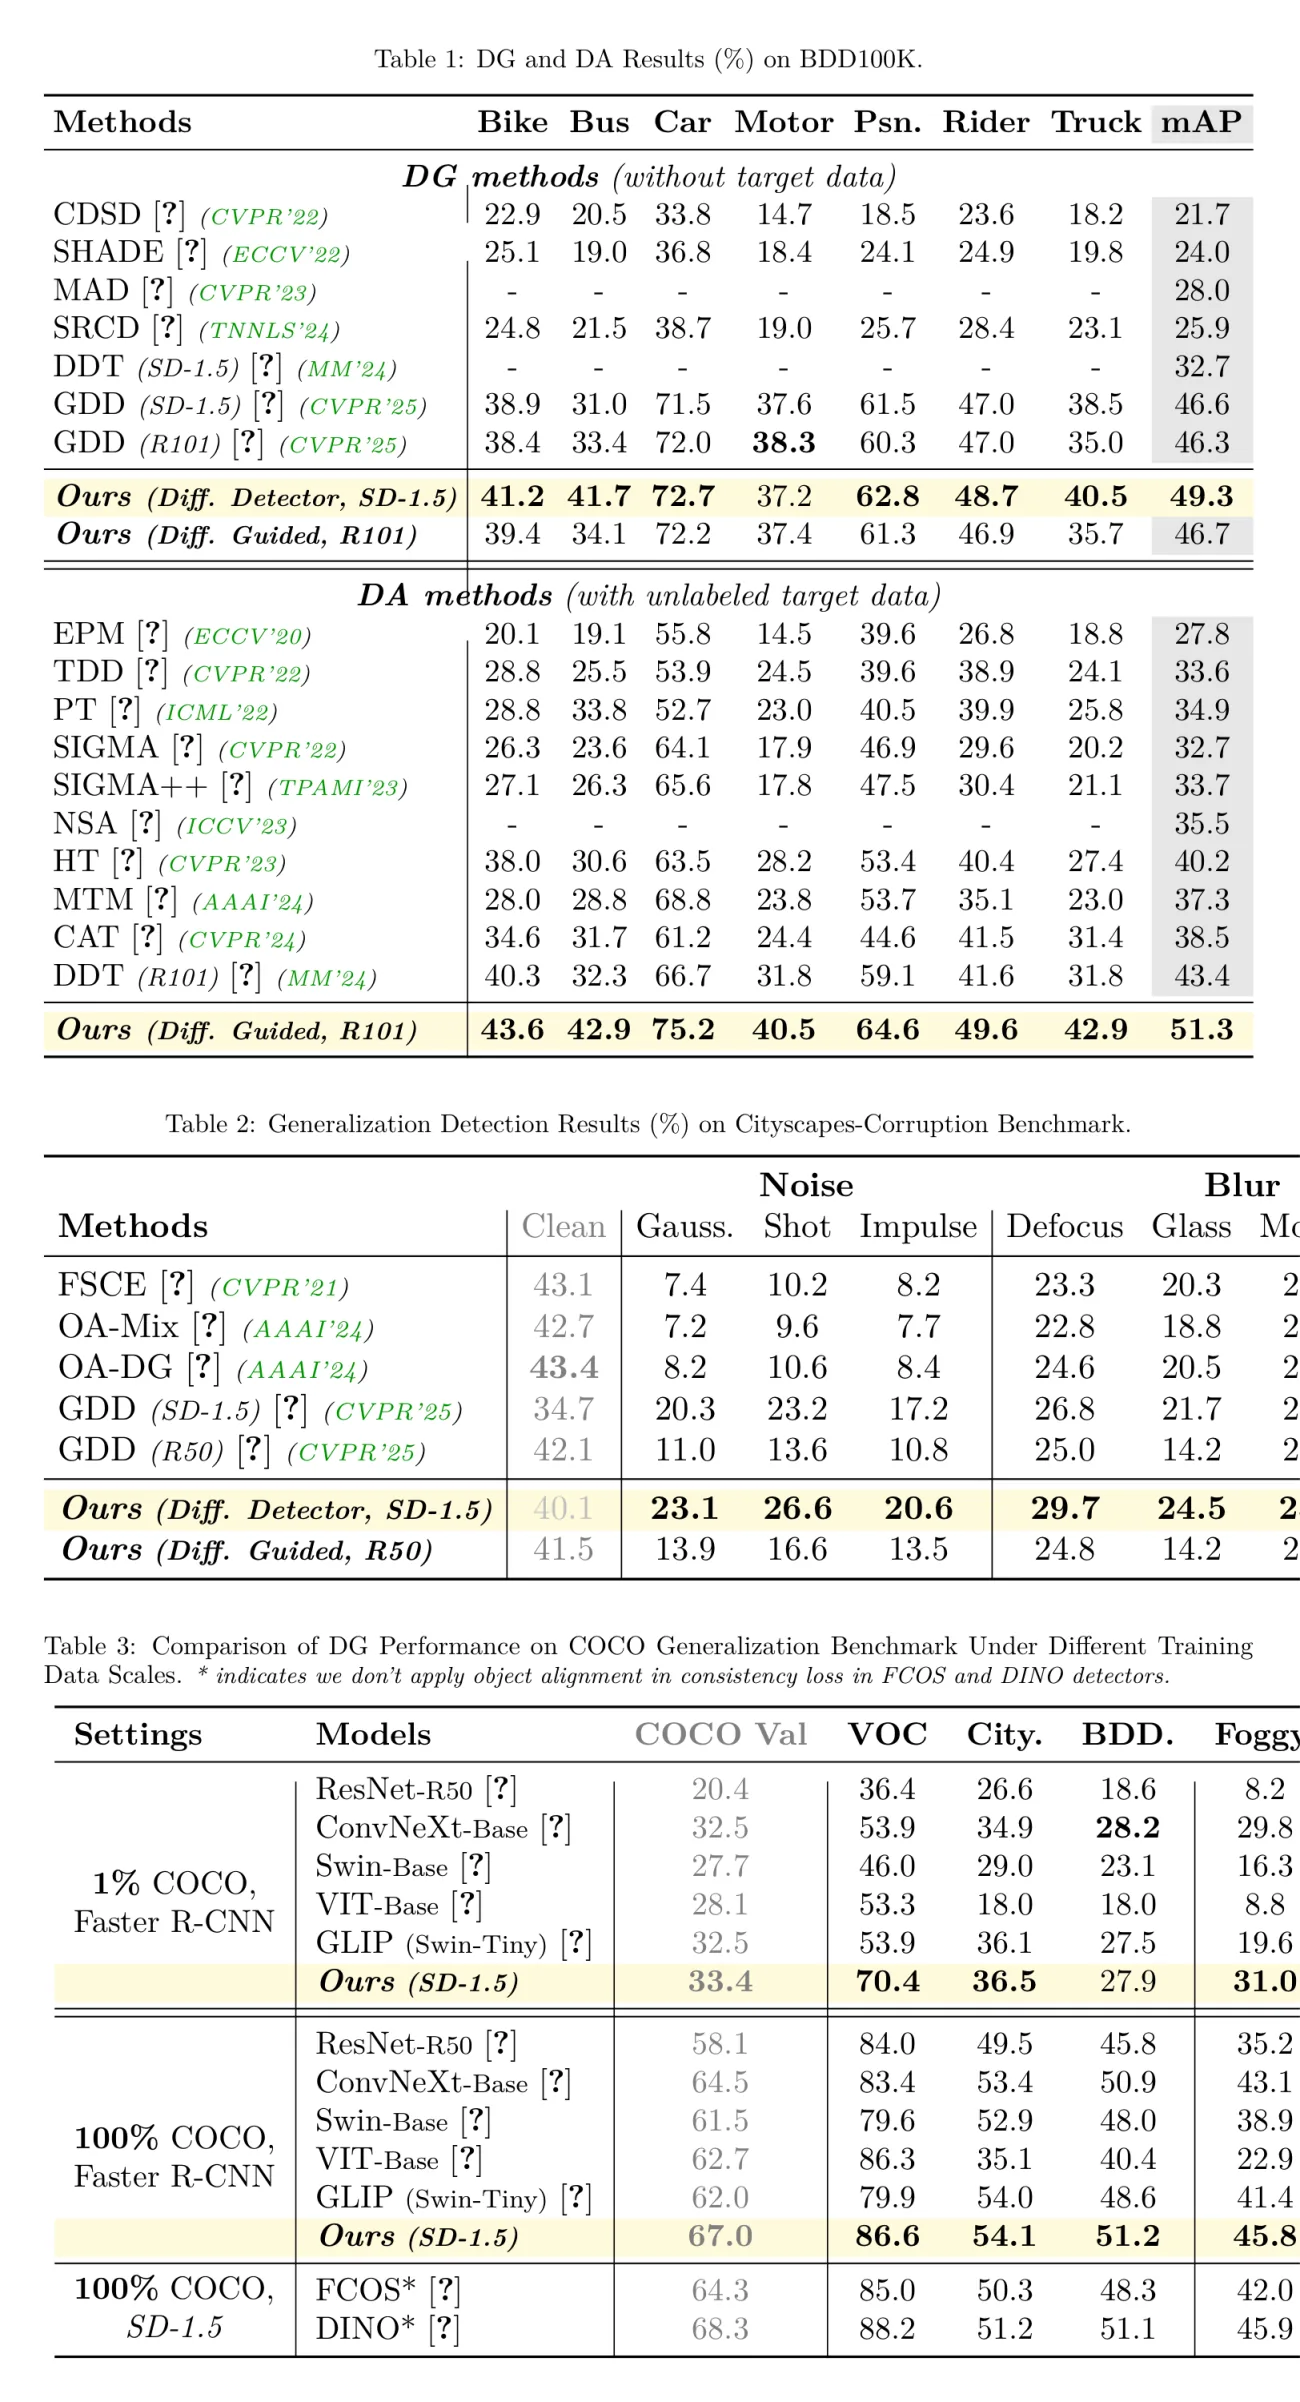 Table 1: DG and DA Results (%) on BDD100K.
Methods Bike Bus Car Motor Psn. Rider Truck mAP
DG methods (without target data)
CDSD [?] (CVPR'22) 22.9 20.5 33.8 14.7 18.5 23.6 18.2 21.7
SHADE [?] (ECCV'22) 25.1 19.0 36.8 18.4 24.1 24.9 19.8 24.0
MAD [?] (CVPR'23) - - - - - - - 28.0
SRCD [?] (TNNLS'24) 24.8 21.5 38.7 19.0 25.7 28.4 23.1 25.9
DDT (SD-1.5) [?] (MM'24) - - - - - - - 32.7
GDD (SD-1.5) [?] (CVPR'25) 38.9 31.0 71.5 37.6 61.5 47.0 38.5 46.6
GDD (R101) [?] (CVPR'25) 38.4 33.4 72.0 38.3 60.3 47.0 35.0 46.3
Ours (Diff. Detector, SD-1.5) 41.2 41.7 72.7 37.2 62.8 48.7 40.5 49.3
Ours (Diff. Guided, R101) 39.4 34.1 72.2 37.4 61.3 46.9 35.7 46.7
DA methods (with unlabeled target data)
EPM [?] (ECCV'20) 20.1 19.1 55.8 14.5 39.6 26.8 18.8 27.8
TDD [?] (CVPR'22) 28.8 25.5 53.9 24.5 39.6 38.9 24.1 33.6
PT [?] (ICML'22) 28.8 33.8 52.7 23.0 40.5 39.9 25.8 34.9
SIGMA [?] (CVPR'22) 26.3 23.6 64.1 17.9 46.9 29.6 20.2 32.7
SIGMA++ [?] (TPAMI'23) 27.1 26.3 65.6 17.8 47.5 30.4 21.1 33.7
NSA [?] (ICCV'23) - - - - - - - 35.5
HT [?] (CVPR'23) 38.0 30.6 63.5 28.2 53.4 40.4 27.4 40.2
MTM [?] (AAAI'24) 28.0 28.8 68.8 23.8 53.7 35.1 23.0 37.3
CAT [?] (CVPR'24) 34.6 31.7 61.2 24.4 44.6 41.5 31.4 38.5
DDT (R101) [?] (MM'24) 40.3 32.3 66.7 31.8 59.1 41.6 31.8 43.4
Ours (Diff. Guided, R101) 43.6 42.9 75.2 40.5 64.6 49.6 42.9 51.3
Table 2: Generalization Detection Results (%) on Cityscapes-Corruption Benchmark.
Noise Blur
Methods Clean Gauss. Shot Impulse Defocus Glass Mo
FSCE [?] (CVPR'21) 43.1 7.4 10.2 8.2 23.3 20.3 2
OA-Mix [?] (AAAI'24) 42.7 7.2 9.6 7.7 22.8 18.8 2
OA-DG [?] (AAAI'24) 43.4 8.2 10.6 8.4 24.6 20.5 2
GDD (SD-1.5) [?] (CVPR'25) 34.7 20.3 23.2 17.2 26.8 21.7 2
GDD (R50) [?] (CVPR'25) 42.1 11.0 13.6 10.8 25.0 14.2 2
Ours (Diff. Detector, SD-1.5) 40.1 23.1 26.6 20.6 29.7 24.5 2
Ours (Diff. Guided, R50) 41.5 13.9 16.6 13.5 24.8 14.2 2
Table 3: Comparison of DG Performance on COCO Generalization Benchmark Under Different Training
Data Scales. * indicates we don't apply object alignment in consistency loss in FCOS and DINO detectors.
Settings Models COCO Val VOC City. BDD. Foggy
ResNet-R50 [?] 20.4 36.4 26.6 18.6 8.2
ConvNeXt-Base [?] 32.5 53.9 34.9 28.2 29.8
Swin-Base [?] 27.7 46.0 29.0 23.1 16.3
1% COCO,
VIT-Base [?] 28.1 53.3 18.0 18.0 8.8
Faster R-CNN
GLIP (Swin-Tiny) [?] 32.5 53.9 36.1 27.5 19.6
Ours (SD-1.5) 33.4 70.4 36.5 27.9 31.0
ResNet-R50 [?] 58.1 84.0 49.5 45.8 35.2
ConvNeXt-Base [?] 64.5 83.4 53.4 50.9 43.1
Swin-Base [?] 61.5 79.6 52.9 48.0 38.9
100% COCO,
VIT-Base [?] 62.7 86.3 35.1 40.4 22.9
Faster R-CNN
GLIP (Swin-Tiny) [?] 62.0 79.9 54.0 48.6 41.4
Ours (SD-1.5) 67.0 86.6 54.1 51.2 45.8
100% COCO, FCOS* [?] 64.3 85.0 50.3 48.3 42.0
SD-1.5 DINO* [?] 68.3 88.2 51.2 51.1 45.9